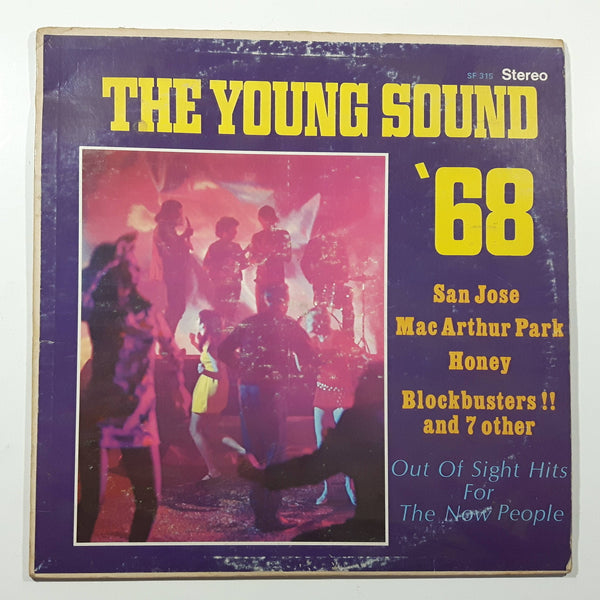 SF 315 Stereo
THE YOUNG SOUND
'68
San Jose
Mac Arthur Park
Honey
Blockbusters !!
and 7 other
Out Of Sight Hits
For
The Now People